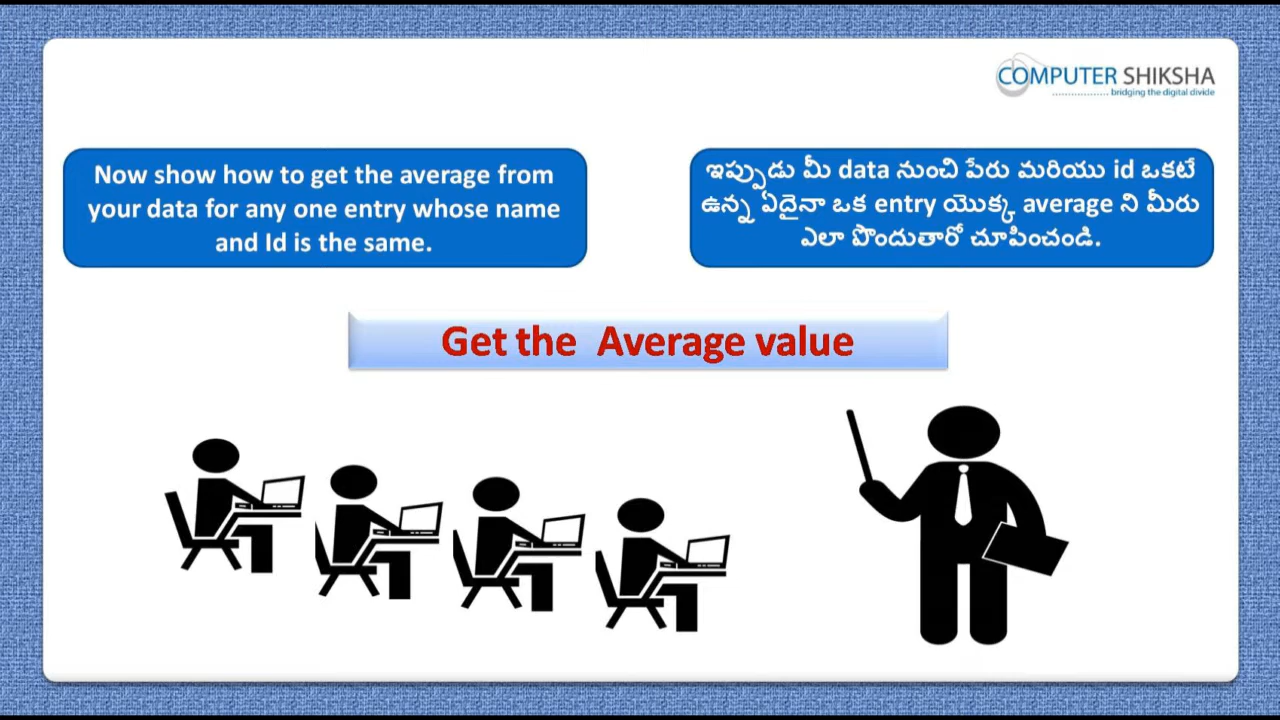 COMPUTER SHIKSHA
bridging the digital divide
Now show how to get the average from
your data for any one entry whose name
and Id is the same.
ఇప్పుడు మీ data నుంచి పేరు మరియు id ఒకటే
ఉన్న ఏదైనా ఒక entry యొక్క average ని మీరు
ఎలా పొందుతారో చూపించండి.
Get the Average value